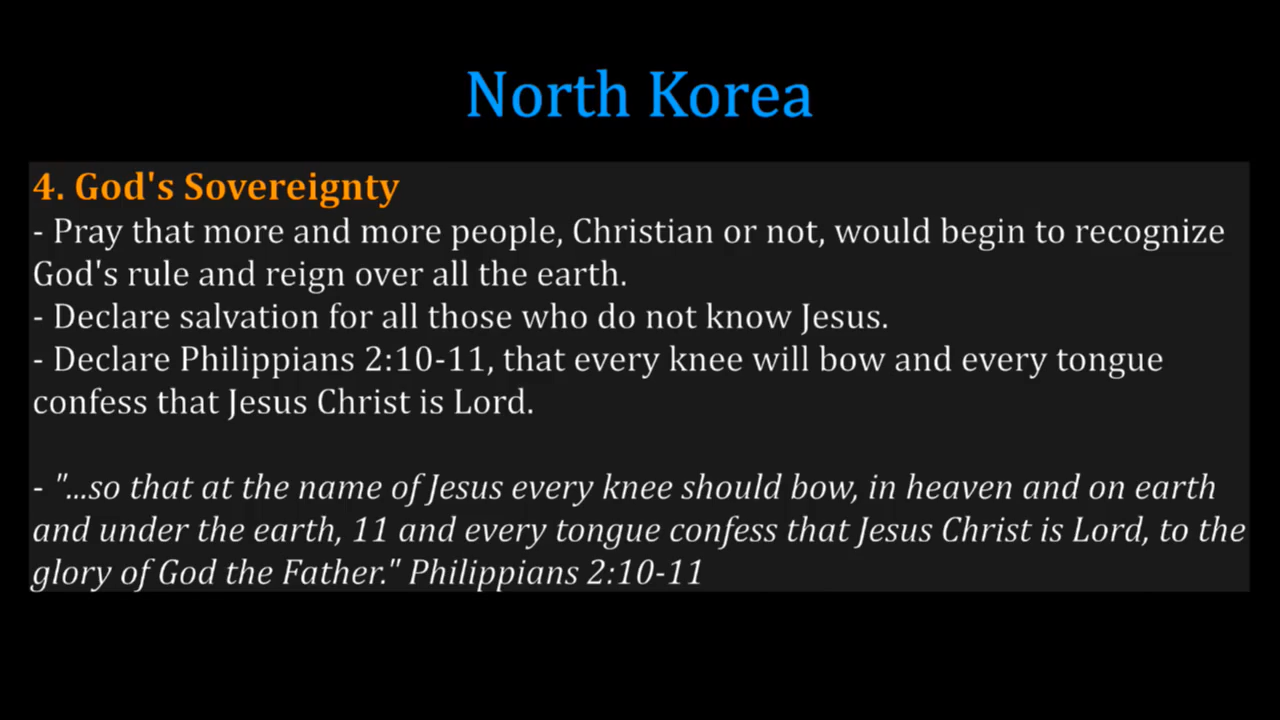 North Korea
4. God's Sovereignty
- Pray that more and more people, Christian or not, would begin to recognize
God's rule and reign over all the earth.
- Declare salvation for all those who do not know Jesus.
- Declare Philippians 2:10-11, that every knee will bow and every tongue
confess that Jesus Christ is Lord.
- "...so that at the name of Jesus every knee should bow, in heaven and on earth
and under the earth, 11 and every tongue confess that Jesus Christ is Lord, to the
glory of God the Father." Philippians 2:10-11